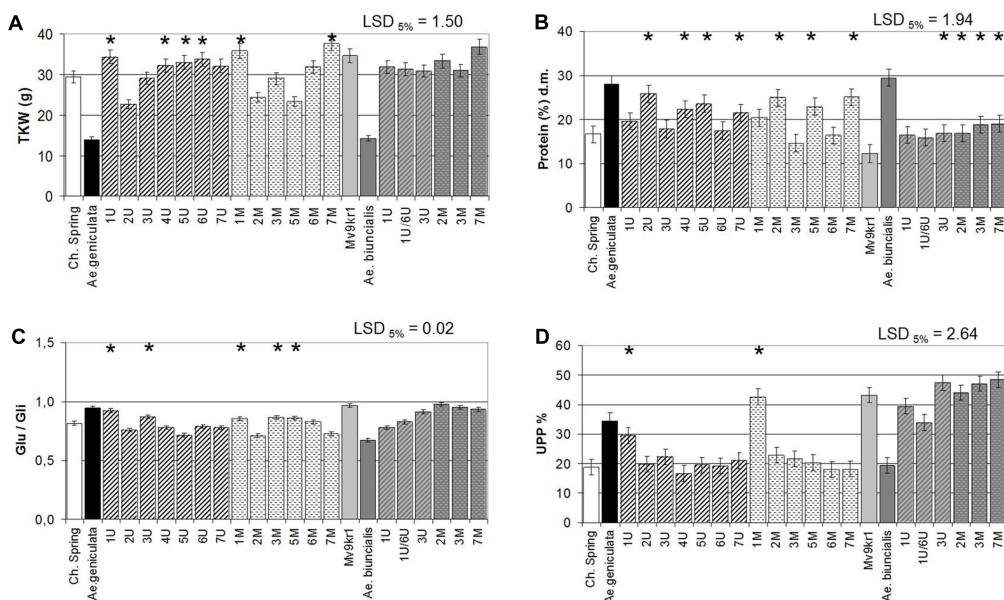 A
LSD 5% = 1.50
* * * * * *
TKW (g)
40
30
20
10
0
Ch. Spring
Ae.geniculata
1U
2U
3U
4U
5U
6U
7U
1M
2M
3M
5M
6M
7M
Mv9kr1
Ae. biuncialis
1U
1U/6U
3U
2M
3M
7M
B
LSD 5% = 1.94
* * * * * * * * * * *
Protein (%) d.m.
40
30
20
10
0
Ch. Spring
Ae.geniculata
1U
2U
3U
4U
5U
6U
7U
1M
2M
3M
5M
6M
7M
Mv9kr1
Ae. biuncialis
1U
1U/6U
3U
2M
3M
7M
C
LSD 5% = 0.02
* * * * *
Glu / Gli
1,5
1,0
0,5
0,0
Ch. Spring
Ae.geniculata
1U
2U
3U
4U
5U
6U
7U
1M
2M
3M
5M
6M
7M
Mv9kr1
Ae. biuncialis
1U
1U/6U
3U
2M
3M
7M
D
LSD 5% = 2.64
* *
UPP %
60
50
40
30
20
10
0
Ch. Spring
Ae.geniculata
1U
2U
3U
4U
5U
6U
7U
1M
2M
3M
5M
6M
7M
Mv9kr1
Ae. biuncialis
1U
1U/6U
3U
2M
3M
7M